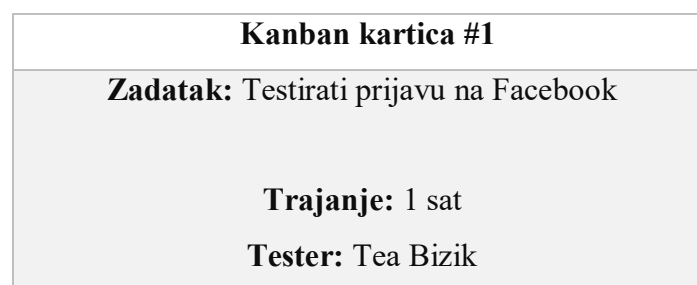 Kanban kartica #1
Zadatak: Testirati prijavu na Facebook
Trajanje: 1 sat
Tester: Tea Bizik